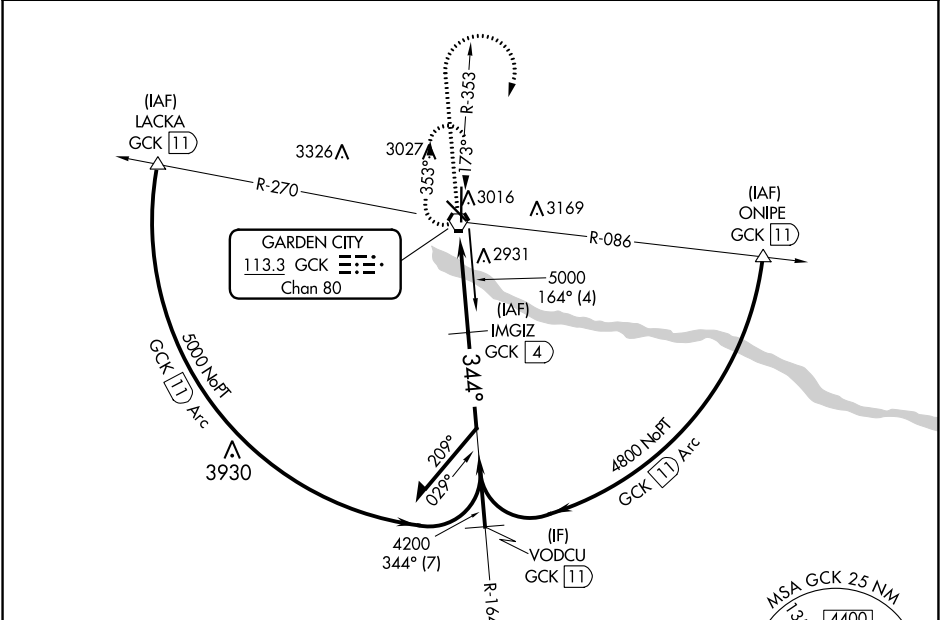 (IAF)
LACKA
GCK 11
R-353
173°
353°
3326
3027
3016
3169
2931
R-270
R-086
(IAF)
ONIPE
GCK 11
GARDEN CITY
113.3 GCK
Chan 80
5000
164° (4)
(IAF)
IMGIZ
GCK 4
344°
5000 NoPT
GCK 11 Arc
4800 NoPT
GCK 11 Arc
3930
209°
029°
4200
344° (7)
(IF)
VODCU
GCK 11
R-164
MSA GCK 25 NM
4400